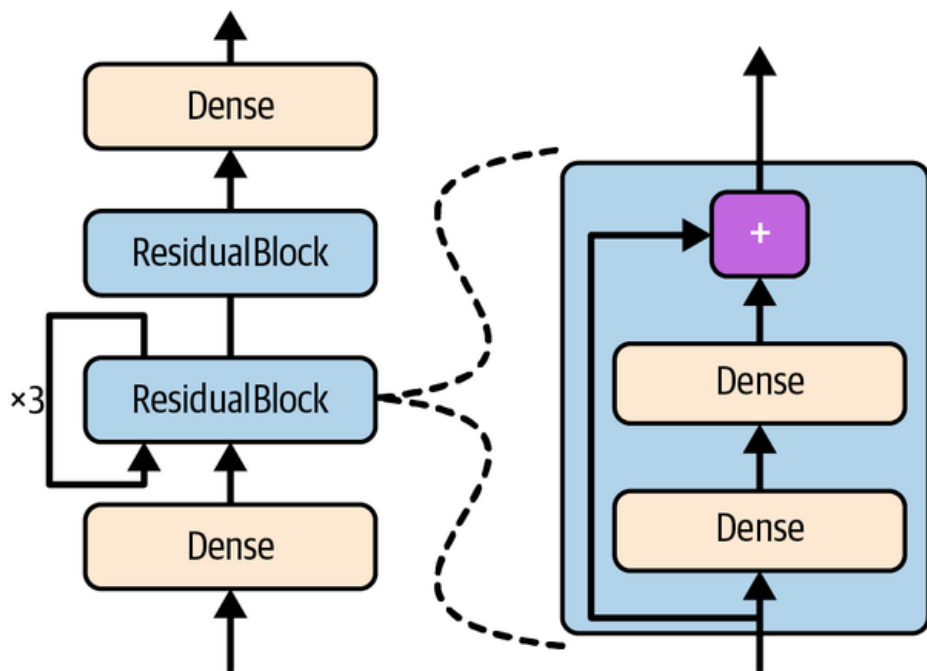 Dense
ResidualBlock
×3
ResidualBlock
Dense
+
Dense
Dense